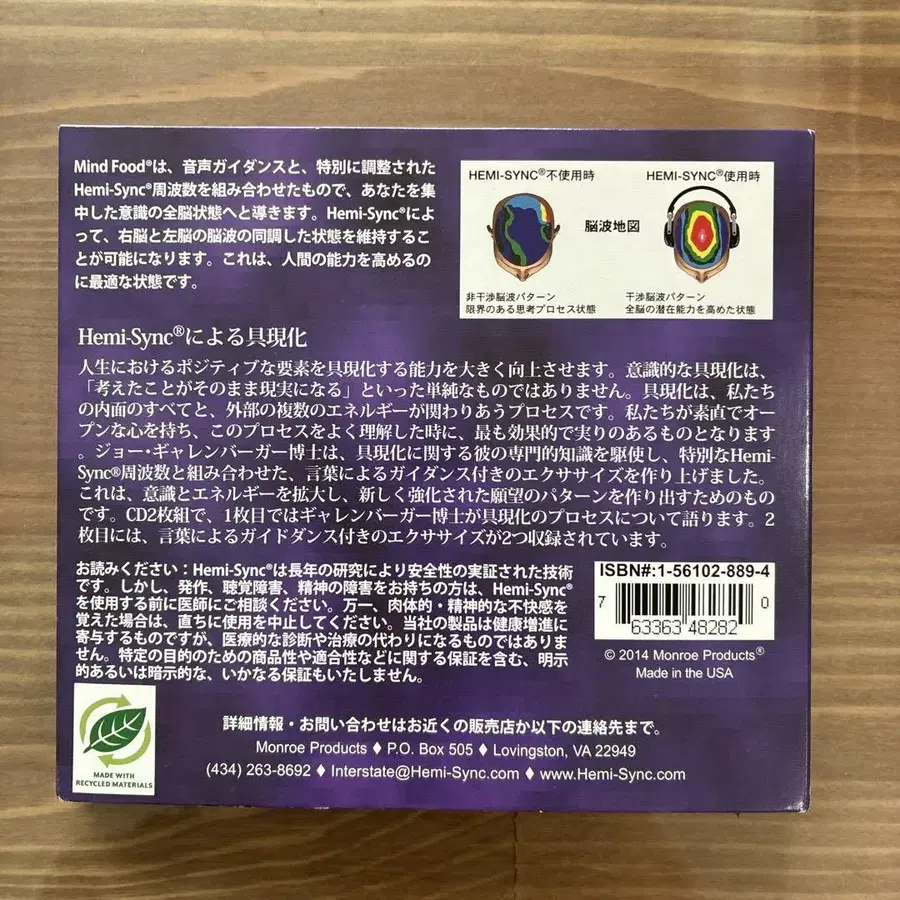 Mind Food®は、音声ガイダンスと、特別に調整された
Hemi-Sync®周波数を組み合わせたもので、あなたを集
中した意識の全脳状態へと導きます。Hemi-Sync®によ
って、右脳と左脳の脳波の同調した状態を維持するこ
とが可能になります。これは、人間の能力を高めるの
に最適な状態です。
HEMI-SYNC®不使用時
HEMI-SYNC®使用時
脳波地図
非干渉脳波パターン
限界のある思考プロセス状態
干渉脳波パターン
全脳の潜在能力を高めた状態
Hemi-Sync®による具現化
人生におけるポジティブな要素を具現化する能力を大きく向上させます。意識的な具現化は、
「考えたことがそのまま現実になる」といった単純なものではありません。具現化は、私たち
の内面のすべてと、外部の複数のエネルギーが関わりあうプロセスです。私たちが素直でオー
プンな心を持ち、このプロセスをよく理解した時に、最も効果的で実りのあるものとなります
。ジョー・ギャレンバーガー博士は、具現化に関する彼の専門的知識を駆使し、特別なHemi-
Sync®周波数と組み合わせた、言葉によるガイダンス付きのエクササイズを作り上げました。
これは、意識とエネルギーを拡大し、新しく強化された願望のパターンを作り出すためのもの
です。CD2枚組で、1枚目ではギャレンバーガー博士が具現化のプロセスについて語ります。2
枚目には、言葉によるガイドダンス付きのエクササイズが2つ収録されています。
お読みください：Hemi-Sync®は長年の研究により安全性の実証された技術
です。しかし、発作、聴覚障害、精神の障害をお持ちの方は、Hemi-Sync®
を使用する前に医師にご相談ください。万一、肉体的・精神的な不快感を
覚えた場合は、直ちに使用を中止してください。当社の製品は健康増進に
寄与するものですが、医療的な診断や治療の代わりになるものではありま
せん。特定の目的のための商品性や適合性などに関する保証を含む、明示
的あるいは暗示的な、いかなる保証もいたしません。
ISBN#:1-56102-889-4
7 63363 48282 0
© 2014 Monroe Products®
Made in the USA
MADE WITH
RECYCLED MATERIALS
詳細情報・お問い合わせはお近くの販売店か以下の連絡先まで。
Monroe Products ♦ P.O. Box 505 ♦ Lovingston, VA 22949
(434) 263-8692 ♦ Interstate@Hemi-Sync.com ♦ www.Hemi-Sync.com